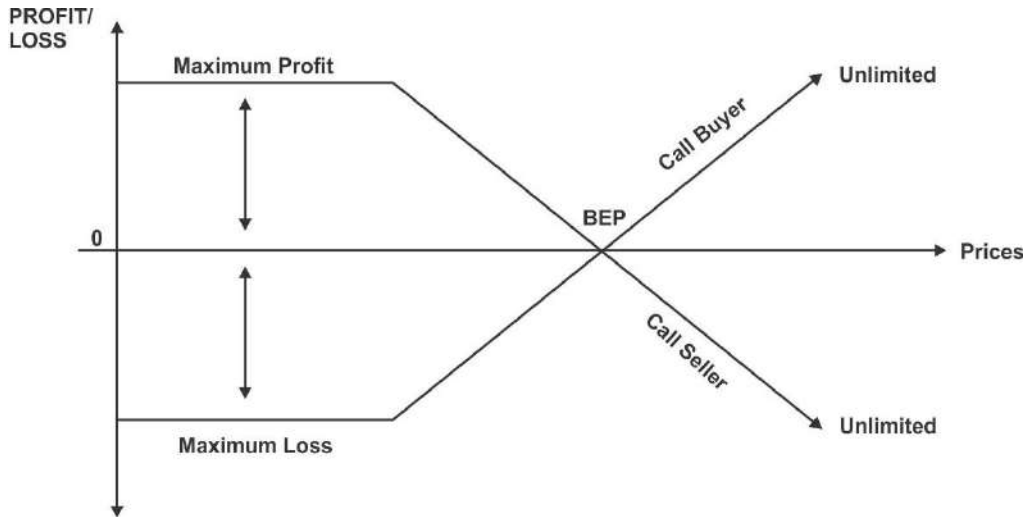 PROFIT/
LOSS
Maximum Profit
Unlimited
Call Buyer
BEP
0
Prices
Call Seller
Maximum Loss
Unlimited